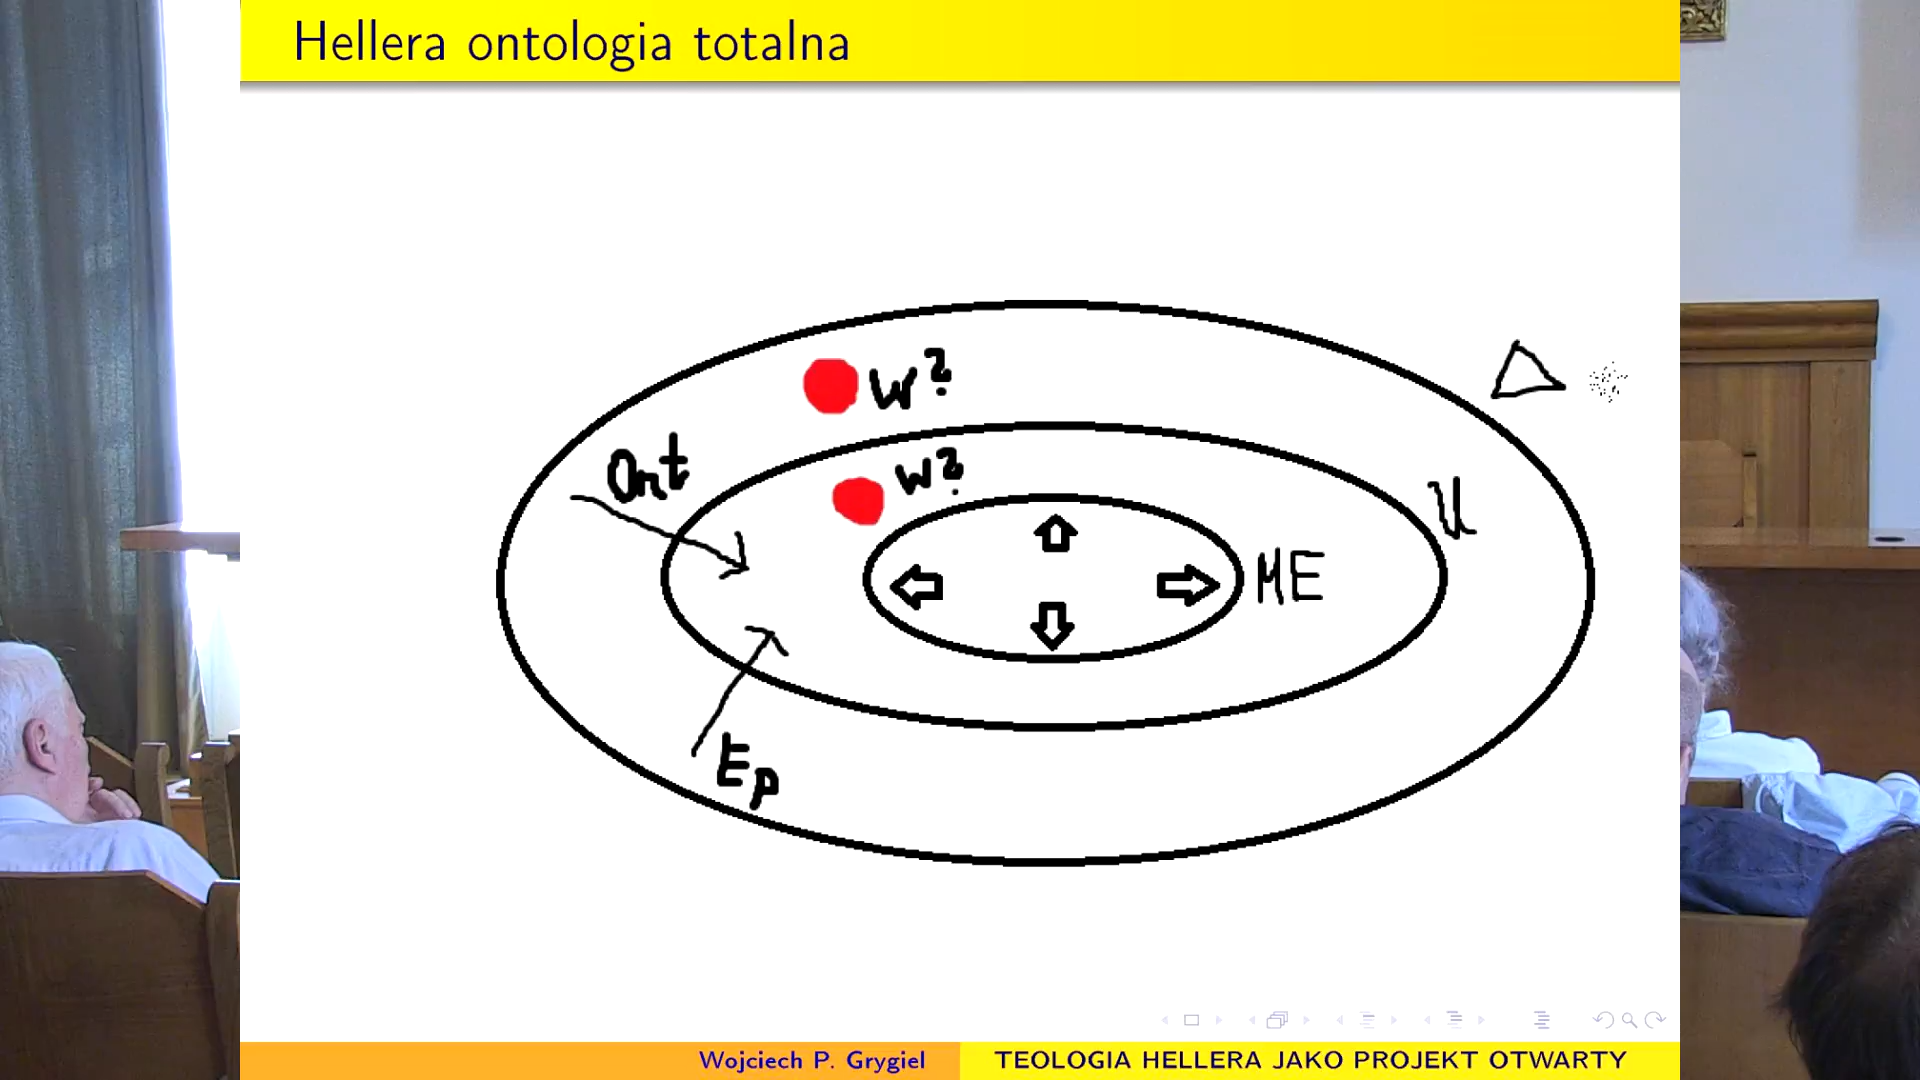 Hellera ontologia totalna
W?
Ont
W?
U
ME
Ep
Wojciech P. Grygiel
TEOLOGIA HELLERA JAKO PROJEKT OTWARTY